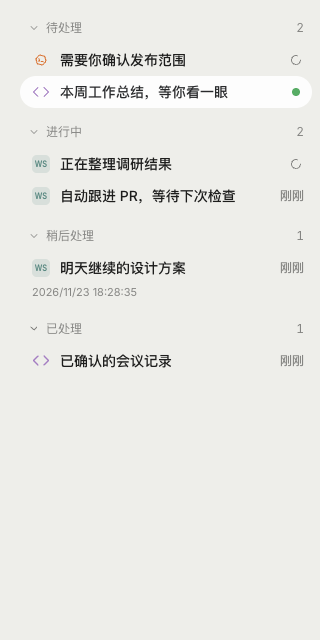 待处理 2
需要你确认发布范围
本周工作总结，等你看一眼
进行中 2
WS 正在整理调研结果
WS 自动跟进 PR，等待下次检查 刚刚
稍后处理 1
WS 明天继续的设计方案 刚刚
2026/11/23 18:28:35
已处理 1
已确认的会议记录 刚刚